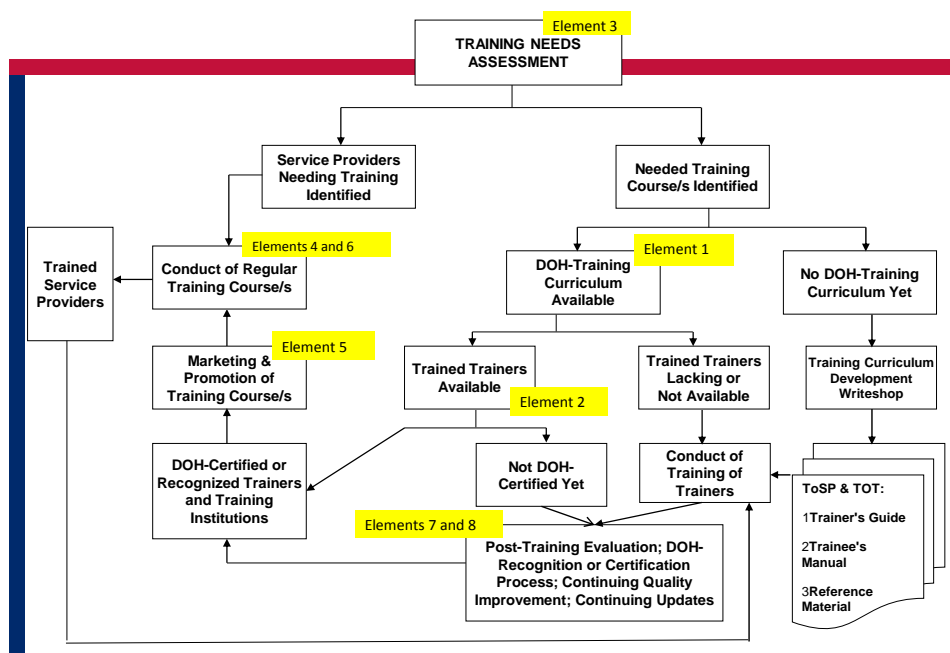 Element 3
TRAINING NEEDS
ASSESSMENT
Service Providers
Needing Training
Identified
Needed Training
Course/s Identified
Elements 4 and 6
Element 1
Trained
Service
Providers
Conduct of Regular
Training Course/s
DOH-Training
Curriculum
Available
No DOH-Training
Curriculum Yet
Element 5
Marketing &
Promotion of
Training Course/s
Trained Trainers
Available
Element 2
Trained Trainers
Lacking or
Not Available
Training Curriculum
Development
Writeshop
DOH-Certified or
Recognized Trainers
and Training
Institutions
Not DOH-
Certified Yet
Conduct of
Training of
Trainers
ToSP & TOT:
1Trainer's Guide
2Trainee's
Manual
3Reference
Material
Elements 7 and 8
Post-Training Evaluation; DOH-
Recognition or Certification
Process; Continuing Quality
Improvement; Continuing Updates